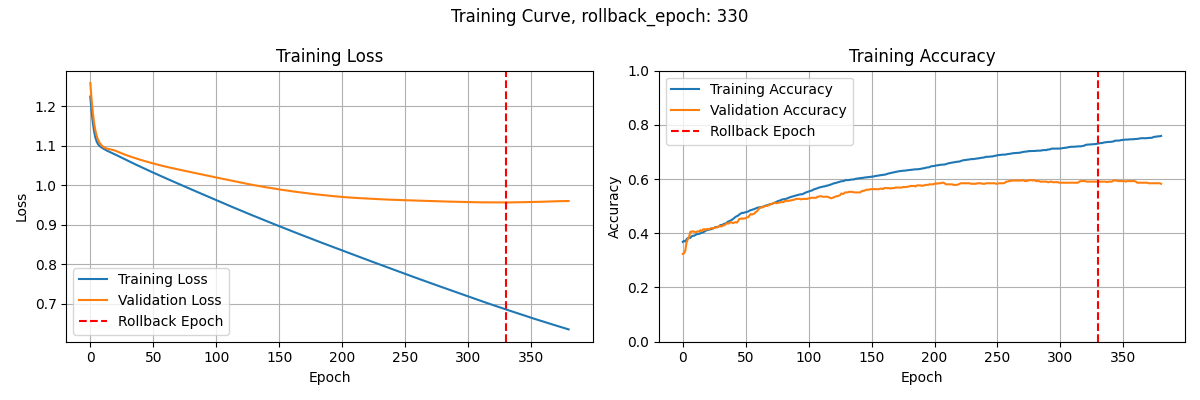 Training Curve, rollback_epoch: 330
Training Loss
Loss
1.2
1.1
1.0
0.9
0.8
0.7
Training Loss
Validation Loss
Rollback Epoch
0 50 100 150 200 250 300 350
Epoch
Training Accuracy
Accuracy
1.0
0.8
0.6
0.4
0.2
0.0
Training Accuracy
Validation Accuracy
Rollback Epoch
0 50 100 150 200 250 300 350
Epoch